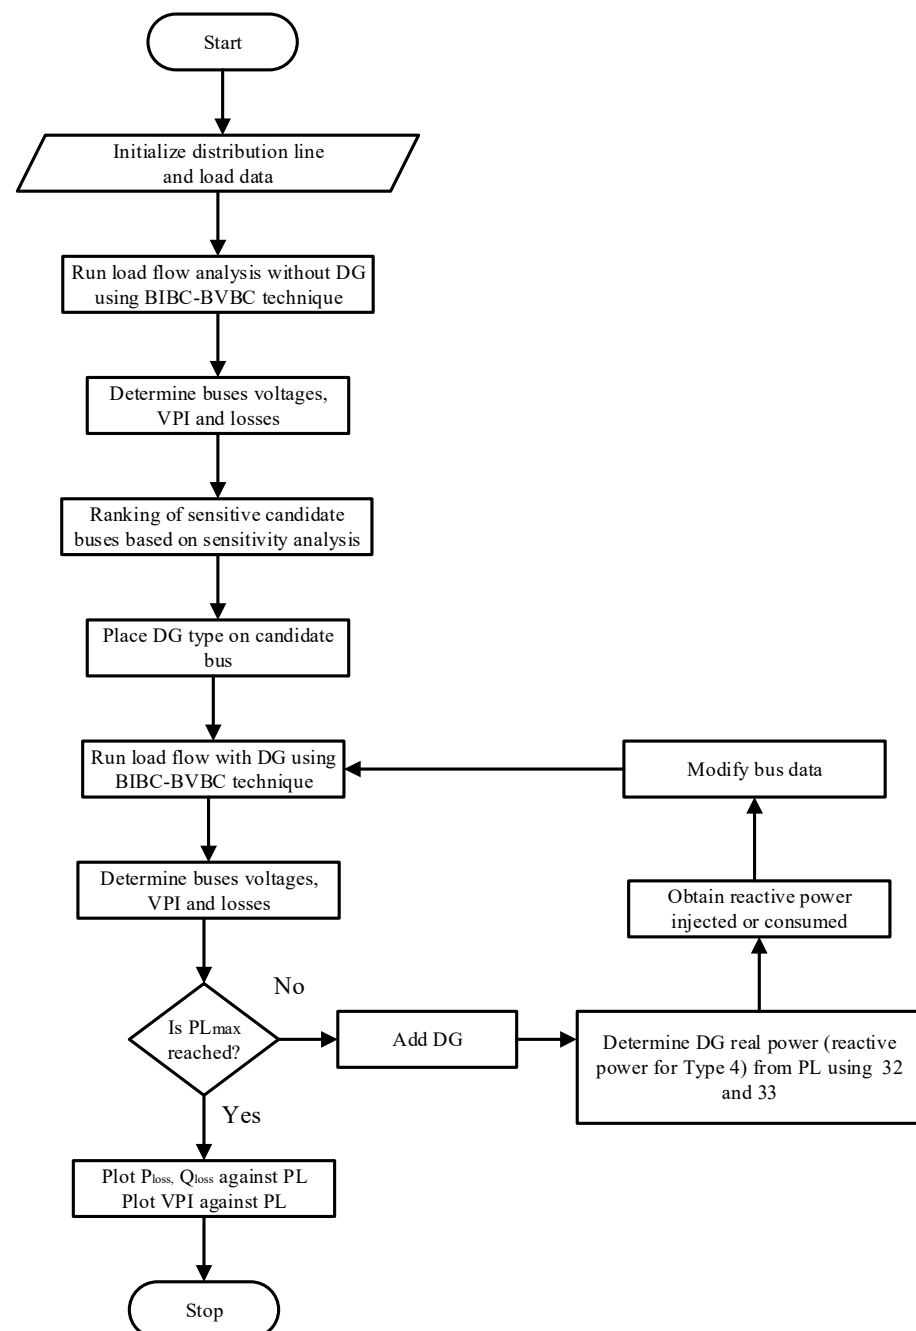 Start
Initialize distribution line
and load data
Run load flow analysis without DG
using BIBC-BVBC technique
Determine buses voltages,
VPI and losses
Ranking of sensitive candidate
buses based on sensitivity analysis
Place DG type on candidate
bus
Run load flow with DG using
BIBC-BVBC technique
Modify bus data
Determine buses voltages,
VPI and losses
Obtain reactive power
injected or consumed
No
Is PLmax
reached?
Add DG
Determine DG real power (reactive
power for Type 4) from PL using 32
and 33
Yes
Plot Ploss, Qloss against PL
Plot VPI against PL
Stop